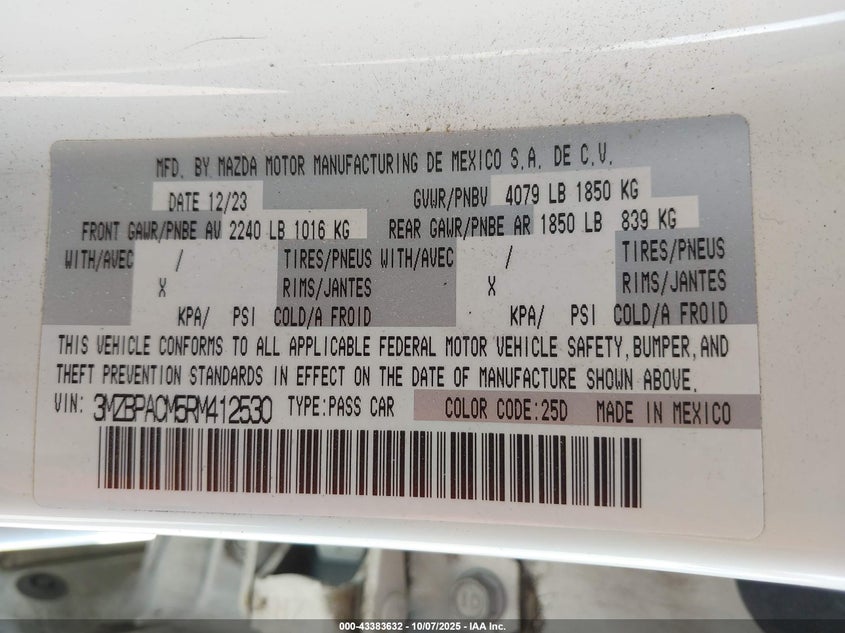 MFD. BY MAZDA MOTOR MANUFACTURING DE MEXICO S.A. DE C.V.
DATE 12/23 GVWR/PNBV 4079 LB 1850 KG
FRONT GAWR/PNBE AV 2240 LB 1016 KG REAR GAWR/PNBE AR 1850 LB 839 KG
WITH/AVEC / TIRES/PNEUS WITH/AVEC / TIRES/PNEUS
X RIMS/JANTES X RIMS/JANTES
KPA/ PSI COLD/A FROID KPA/ PSI COLD/A FROID
THIS VEHICLE CONFORMS TO ALL APPLICABLE FEDERAL MOTOR VEHICLE SAFETY, BUMPER, AND
THEFT PREVENTION STANDARDS IN EFFECT ON THE DATE OF MANUFACTURE SHOWN ABOVE.
VIN: 3MZBPACM5RM412530 TYPE:PASS CAR COLOR CODE:25D MADE IN MEXICO
000-43383632 - 10/07/2025 - IAA Inc.